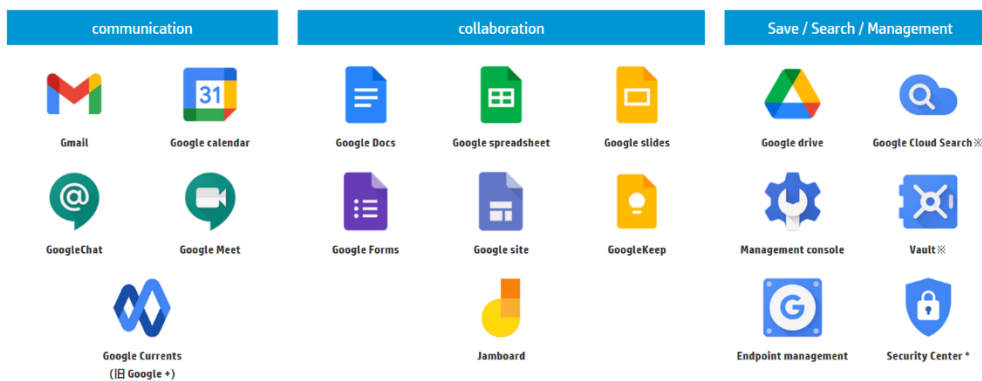 communication
collaboration
Save / Search / Management
31
Gmail
Google calendar
Google Docs
Google spreadsheet
Google slides
Google drive
Google Cloud Search※
@
G
GoogleChat
Google Meet
Google Forms
Google site
GoogleKeep
Management console
Vault※
Google Currents
(旧 Google +)
Jamboard
Endpoint management
Security Center *